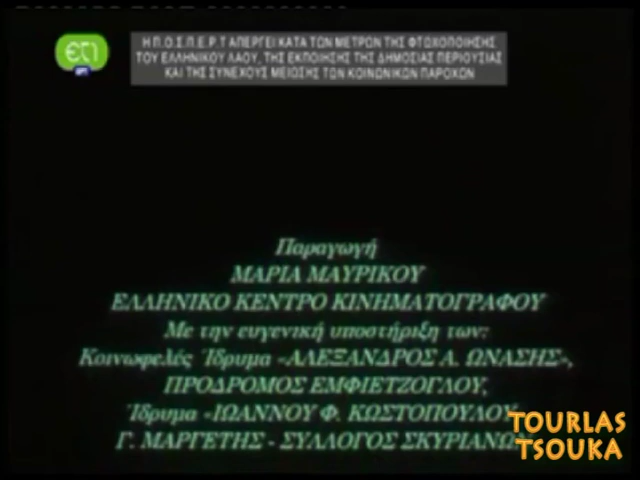 ετ1
Η Π.Ο.Σ.Π.Ε.Ρ.Τ ΑΠΕΡΓΕΙ ΚΑΤΑ ΤΩΝ ΜΕΤΡΩΝ ΤΗΣ ΦΤΩΧΟΠΟΙΗΣΗΣ
ΤΟΥ ΕΛΛΗΝΙΚΟΥ ΛΑΟΥ, ΤΗΣ ΕΚΠΟΙΗΣΗΣ ΤΗΣ ΔΗΜΟΣΙΑΣ ΠΕΡΙΟΥΣΙΑΣ
ΚΑΙ ΤΗΣ ΣΥΝΕΧΟΥΣ ΜΕΙΩΣΗΣ ΤΩΝ ΚΟΙΝΩΝΙΚΩΝ ΠΑΡΟΧΩΝ
Παραγωγή
ΜΑΡΙΑ ΜΑΥΡΙΚΟΥ
ΕΛΛΗΝΙΚΟ ΚΕΝΤΡΟ ΚΙΝΗΜΑΤΟΓΡΑΦΟΥ
Με την ευγενική υποστήριξη των:
Κοινωφελές Ίδρυμα «ΑΛΕΞΑΝΔΡΟΣ Α. ΩΝΑΣΗΣ»,
ΠΡΟΔΡΟΜΟΣ ΕΜΦΙΕΤΖΟΓΛΟΥ,
Ίδρυμα «ΙΩΑΝΝΟΥ Φ. ΚΩΣΤΟΠΟΥΛΟΥ
Γ. ΜΑΡΓΕΤΗΣ - ΣΥΛΛΟΓΟΣ ΣΚΥΡΙΑΝΩΝ
TOURLAS
TSOUKA